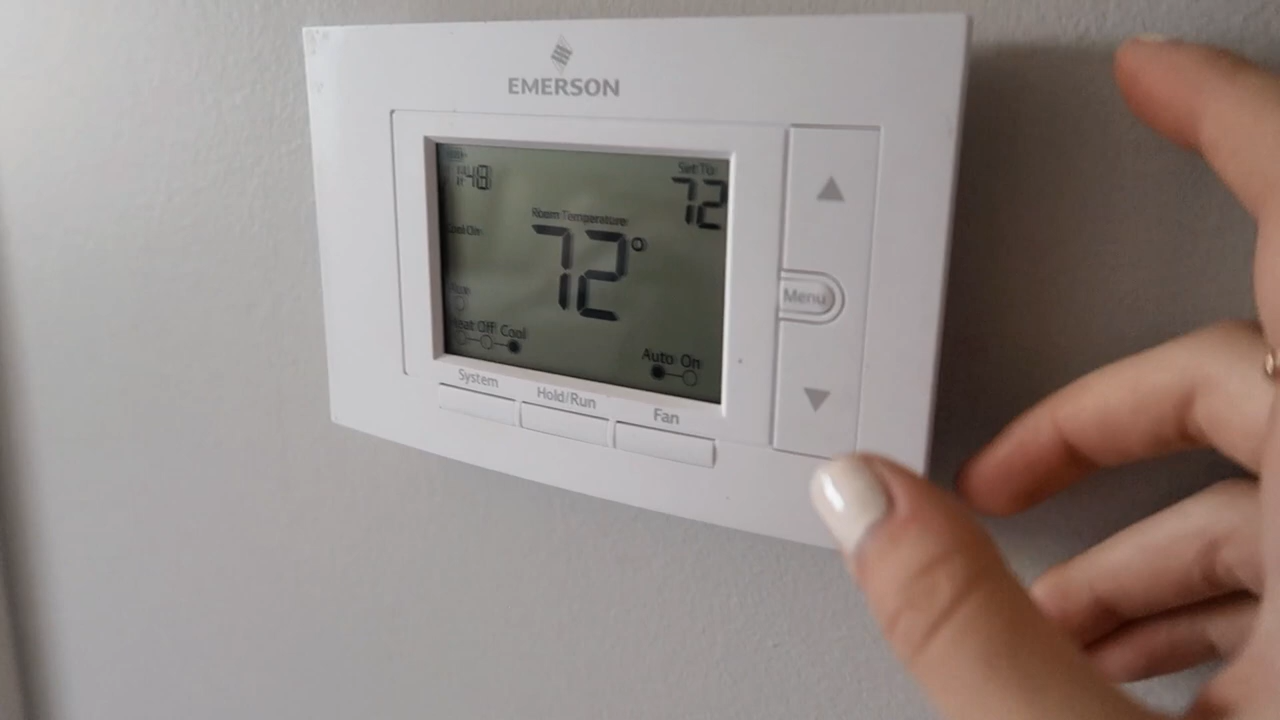 EMERSON
Set To
1:48
72
Room Temperature
72°
Cool On
Heat Off Cool
Auto On
System
Hold/Run
Fan
Menu